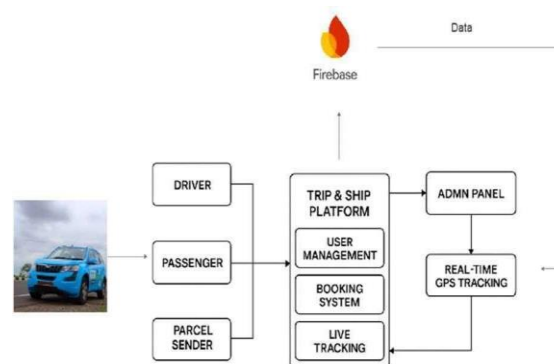 Data
Firebase
DRIVER
TRIP & SHIP
PLATFORM
ADMN PANEL
USER
MANAGEMENT
PASSENGER
REAL-TIME
GPS TRACKING
BOOKING
SYSTEM
PARCEL
SENDER
LIVE
TRACKING